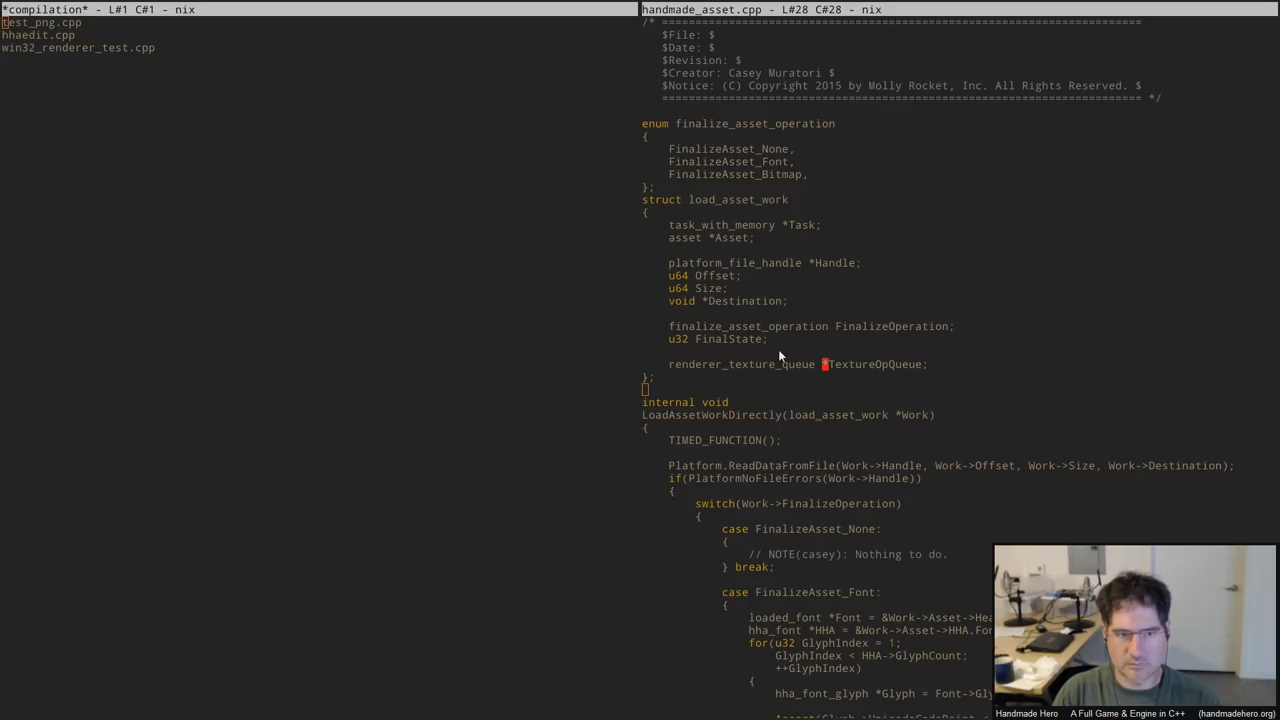 *compilation* - L#1 C#1 - nix
test_png.cpp
hhaedit.cpp
win32_renderer_test.cpp
handmade_asset.cpp - L#28 C#28 - nix
/* ========================================================================
   $File: $
   $Date: $
   $Revision: $
   $Creator: Casey Muratori $
   $Notice: (C) Copyright 2015 by Molly Rocket, Inc. All Rights Reserved. $
   ======================================================================== */
enum finalize_asset_operation
{
    FinalizeAsset_None,
    FinalizeAsset_Font,
    FinalizeAsset_Bitmap,
};
struct load_asset_work
{
    task_with_memory *Task;
    asset *Asset;
    platform_file_handle *Handle;
    u64 Offset;
    u64 Size;
    void *Destination;
    finalize_asset_operation FinalizeOperation;
    u32 FinalState;
    renderer_texture_queue *TextureOpQueue;
};
internal void
LoadAssetWorkDirectly(load_asset_work *Work)
{
    TIMED_FUNCTION();
    Platform.ReadDataFromFile(Work->Handle, Work->Offset, Work->Size, Work->Destination);
    if(PlatformNoFileErrors(Work->Handle))
    {
        switch(Work->FinalizeOperation)
        {
            case FinalizeAsset_None:
            {
                // NOTE(casey): Nothing to do.
            } break;
            case FinalizeAsset_Font:
            {
                loaded_font *Font = &Work->Asset->Hea
                hha_font *HHA = &Work->Asset->HHA.Fon
                for(u32 GlyphIndex = 1;
                    GlyphIndex < HHA->GlyphCount;
                    ++GlyphIndex)
                {
                    hha_font_glyph *Glyph = Font->Gly
Handmade Hero    A Full Game & Engine in C++    (handmadehero.org)